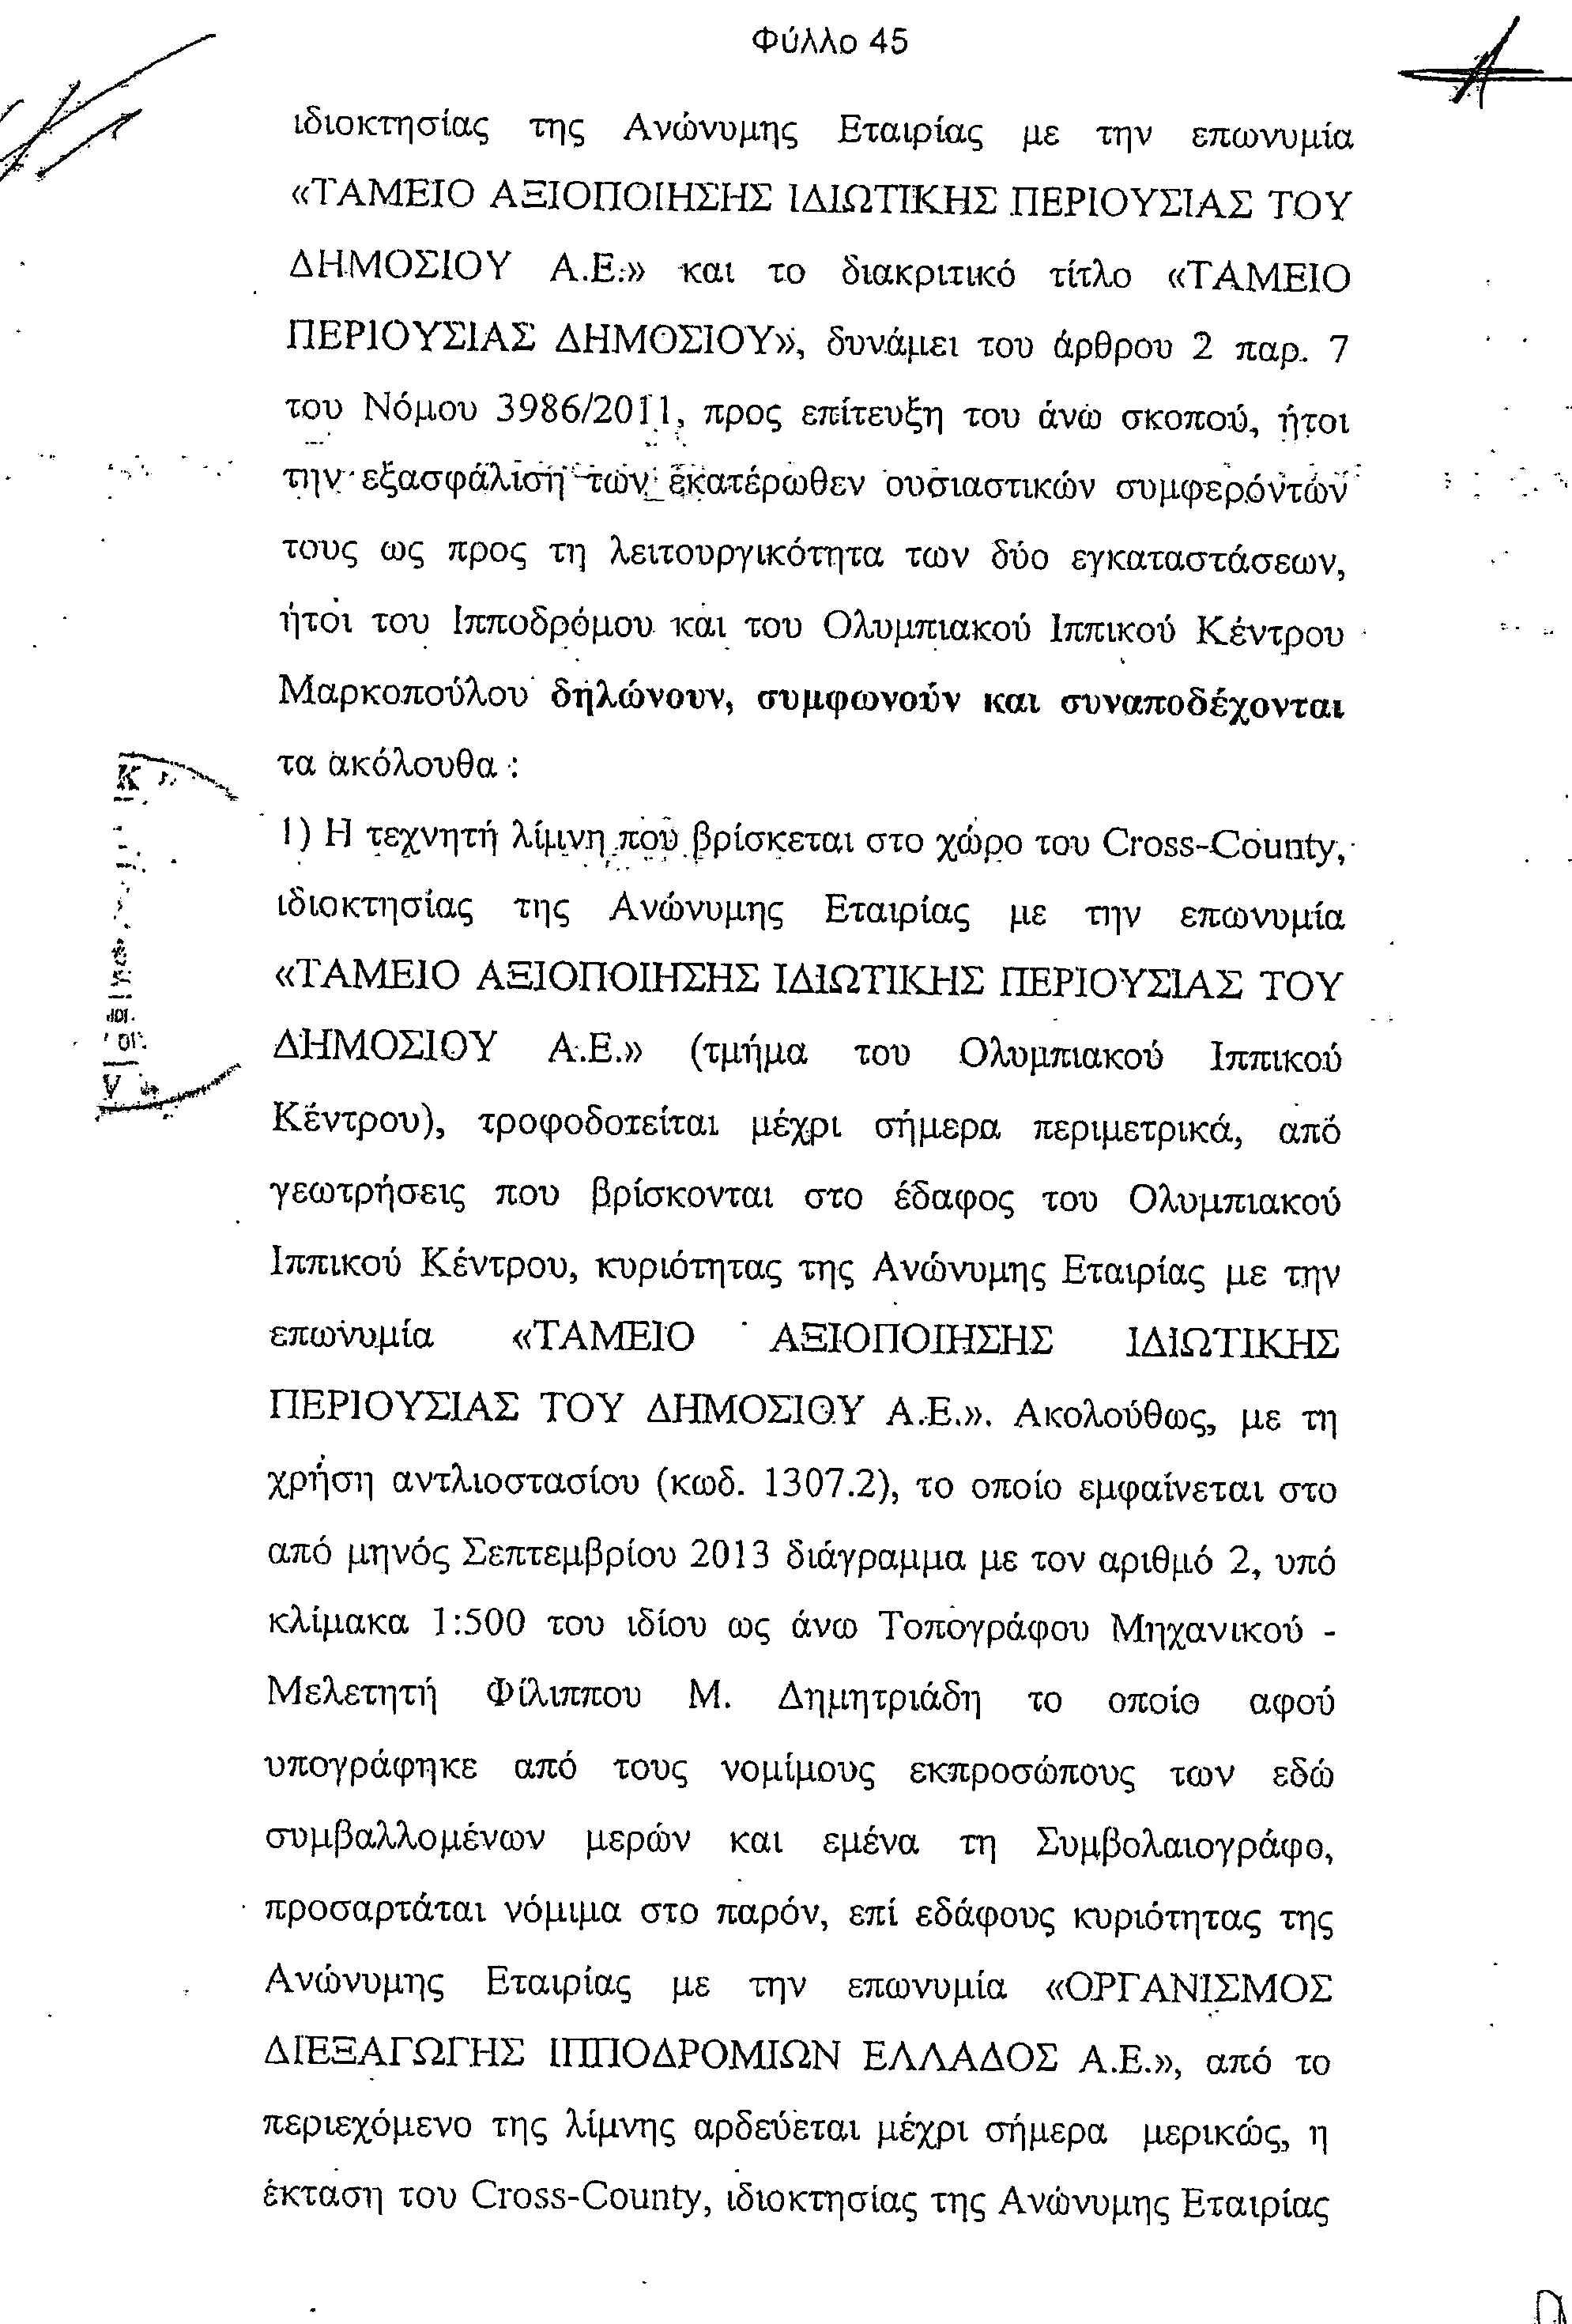 Φύλλο 45
ιδιοκτησίας της Ανώνυμης Εταιρίας με την επωνυμία
«ΤΑΜΕΙΟ ΑΞΙΟΠΟΙΗΣΗΣ ΙΔΙΩΤΙΚΗΣ ΠΕΡΙΟΥΣΙΑΣ ΤΟΥ
ΔΗΜΟΣΙΟΥ Α.Ε.» και το διακριτικό τίτλο «ΤΑΜΕΙΟ
ΠΕΡΙΟΥΣΙΑΣ ΔΗΜΟΣΙΟΥ», δυνάμει του άρθρου 2 παρ. 7
του Νόμου 3986/2011, προς επίτευξη του άνω σκοπού, ήτοι
την εξασφάλιση των εκατέρωθεν ουσιαστικών συμφερόντων
τους ως προς τη λειτουργικότητα των δύο εγκαταστάσεων,
ήτοι του Ιπποδρόμου και του Ολυμπιακού Ιππικού Κέντρου
Μαρκοπούλου δηλώνουν, συμφωνούν και συναποδέχονται
τα ακόλουθα :
1) Η τεχνητή λίμνη που βρίσκεται στο χώρο του Cross-County,
ιδιοκτησίας της Ανώνυμης Εταιρίας με την επωνυμία
«ΤΑΜΕΙΟ ΑΞΙΟΠΟΙΗΣΗΣ ΙΔΙΩΤΙΚΗΣ ΠΕΡΙΟΥΣΙΑΣ ΤΟΥ
ΔΗΜΟΣΙΟΥ Α.Ε.» (τμήμα του Ολυμπιακού Ιππικού
Κέντρου), τροφοδοτείται μέχρι σήμερα περιμετρικά, από
γεωτρήσεις που βρίσκονται στο έδαφος του Ολυμπιακού
Ιππικού Κέντρου, κυριότητας της Ανώνυμης Εταιρίας με την
επωνυμία «ΤΑΜΕΙΟ ΑΞΙΟΠΟΙΗΣΗΣ ΙΔΙΩΤΙΚΗΣ
ΠΕΡΙΟΥΣΙΑΣ ΤΟΥ ΔΗΜΟΣΙΟΥ Α.Ε.». Ακολούθως, με τη
χρήση αντλιοστασίου (κωδ. 1307.2), το οποίο εμφαίνεται στο
από μηνός Σεπτεμβρίου 2013 διάγραμμα με τον αριθμό 2, υπό
κλίμακα 1:500 του ιδίου ως άνω Τοπογράφου Μηχανικού -
Μελετητή Φίλιππου Μ. Δημητριάδη το οποίο αφού
υπογράφηκε από τους νομίμους εκπροσώπους των εδώ
συμβαλλομένων μερών και εμένα τη Συμβολαιογράφο,
προσαρτάται νόμιμα στο παρόν, επί εδάφους κυριότητας της
Ανώνυμης Εταιρίας με την επωνυμία «ΟΡΓΑΝΙΣΜΟΣ
ΔΙΕΞΑΓΩΓΗΣ ΙΠΠΟΔΡΟΜΙΩΝ ΕΛΛΑΔΟΣ Α.Ε.», από το
περιεχόμενο της λίμνης αρδεύεται μέχρι σήμερα μερικώς, η
έκταση του Cross-County, ιδιοκτησίας της Ανώνυμης Εταιρίας